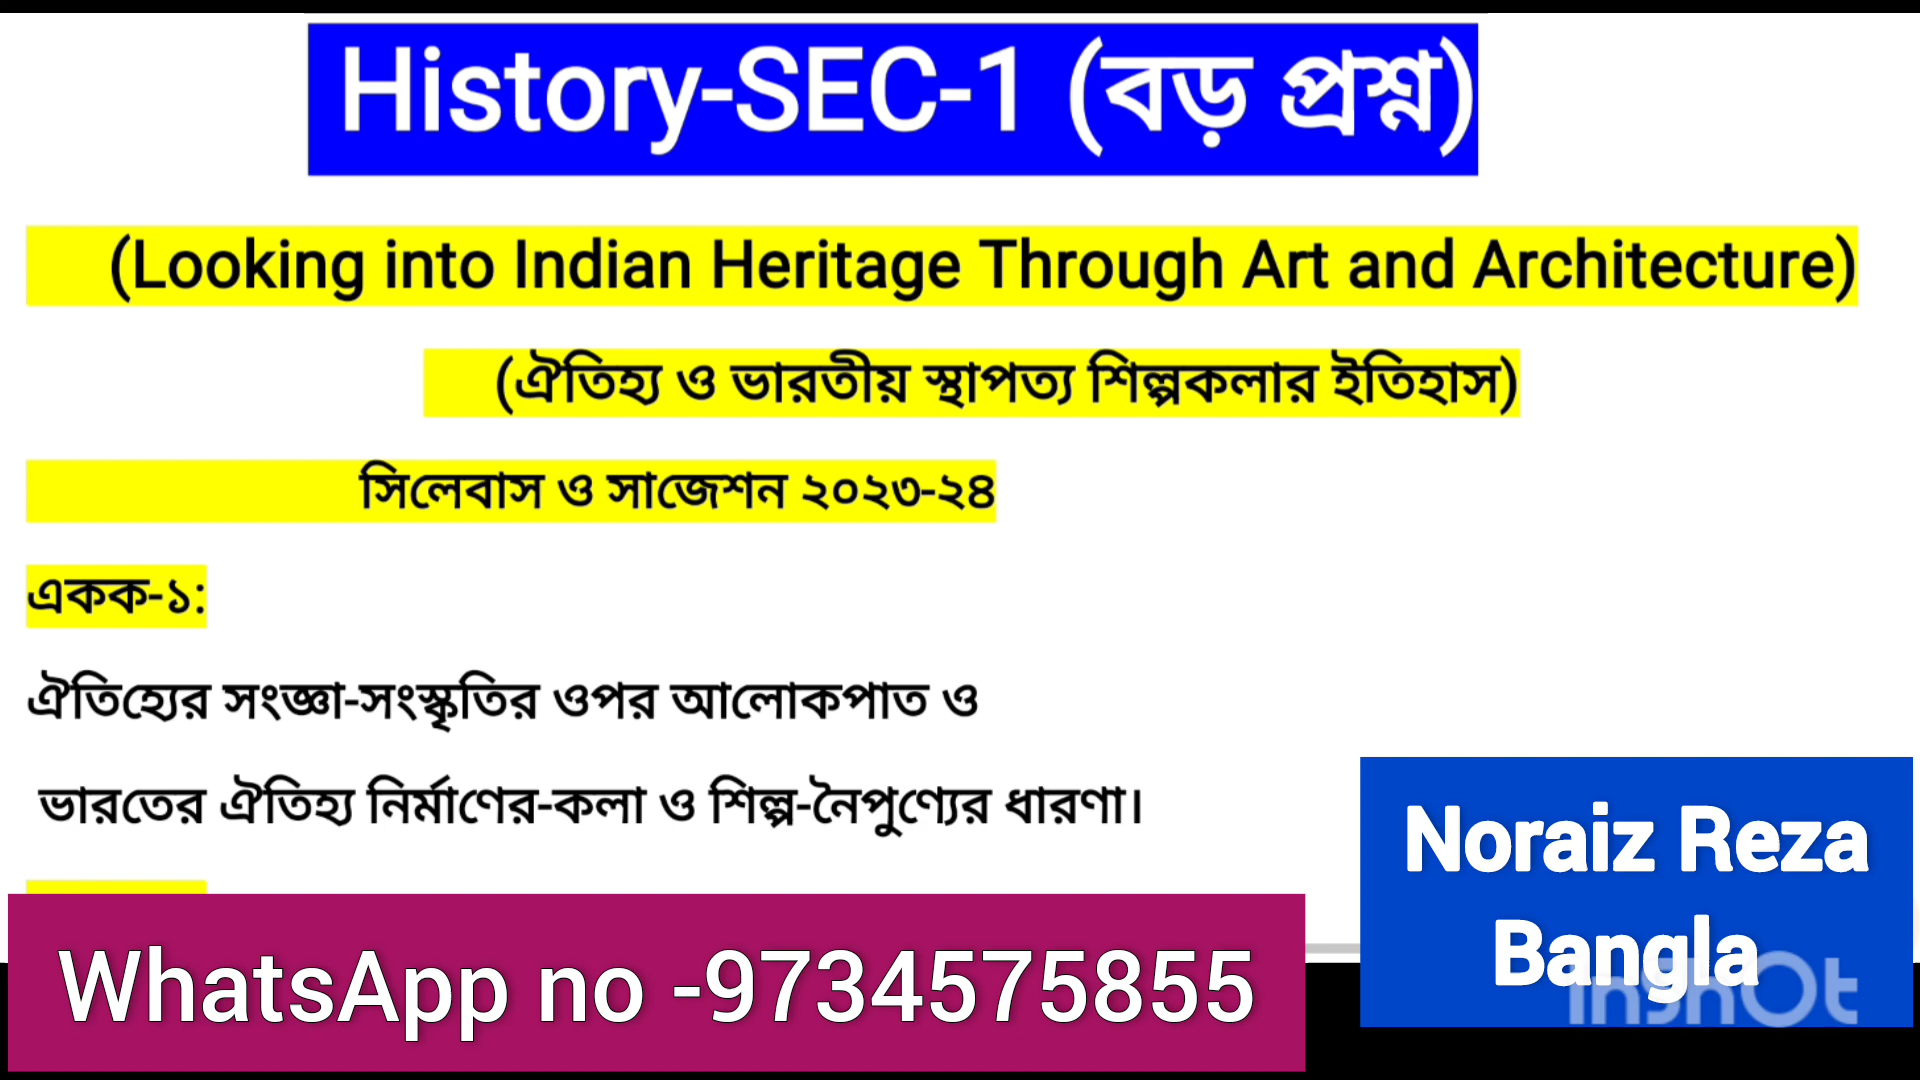 History-SEC-1 (বড় প্রশ্ন)
(Looking into Indian Heritage Through Art and Architecture)
(ঐতিহ্য ও ভারতীয় স্থাপত্য শিল্পকলার ইতিহাস)
সিলেবাস ও সাজেশন ২০২৩-২৪
একক-১:
ঐতিহ্যের সংজ্ঞা-সংস্কৃতির ওপর আলোকপাত ও
ভারতের ঐতিহ্য নির্মাণের-কলা ও শিল্প-নৈপুণ্যের ধারণা।
Noraiz Reza
Bangla
WhatsApp no -9734575855
InShOt